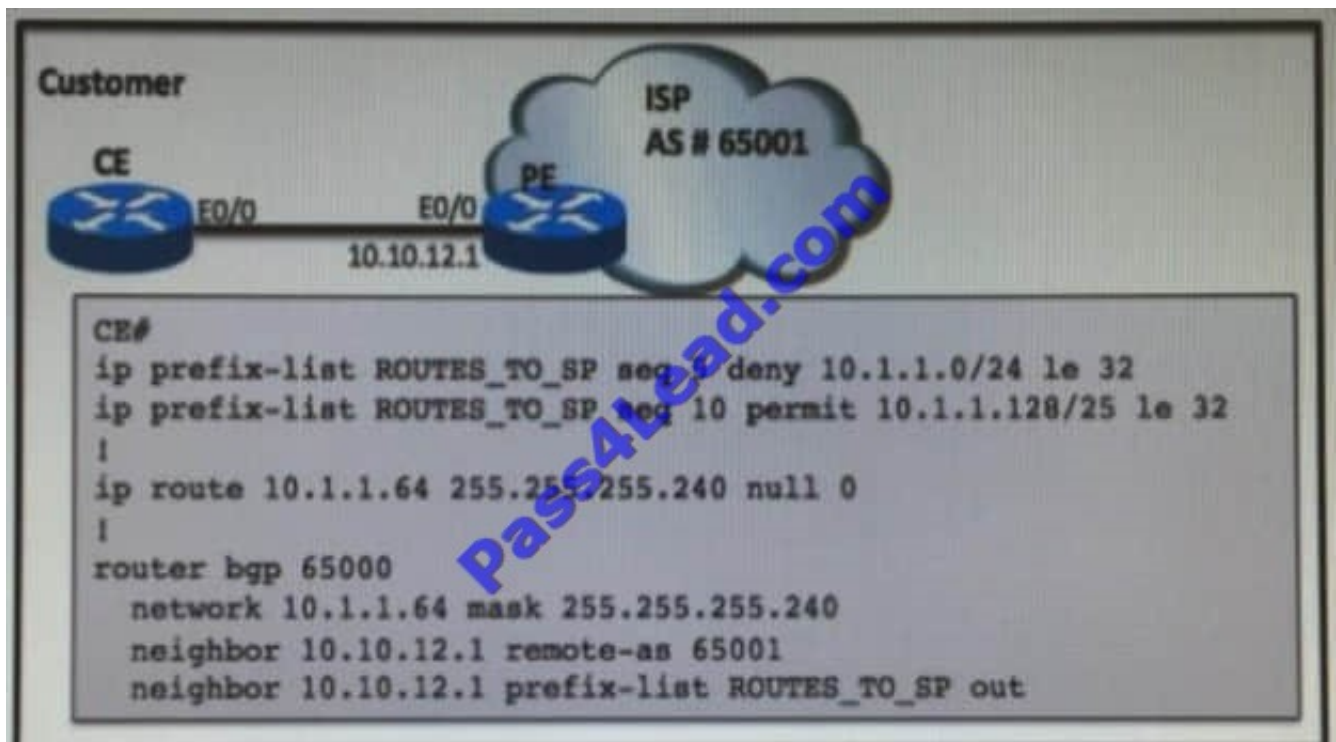 Customer
ISP
AS # 65001
CE
PE
E0/0
E0/0
10.10.12.1
CE#
ip prefix-list ROUTES_TO_SP seq 5 deny 10.1.1.0/24 le 32
ip prefix-list ROUTES_TO_SP seq 10 permit 10.1.1.128/25 le 32
!
ip route 10.1.1.64 255.255.255.240 null 0
!
router bgp 65000
network 10.1.1.64 mask 255.255.255.240
neighbor 10.10.12.1 remote-as 65001
neighbor 10.10.12.1 prefix-list ROUTES_TO_SP out
Pass4Lead.com